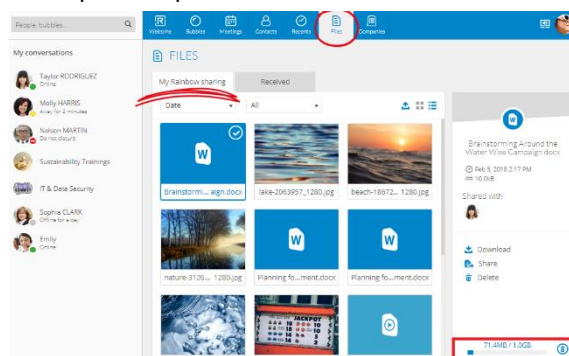 People, bubbles...
Welcome
Bubbles
Meetings
Contacts
Recents
Files
Companies
My conversations
Taylor RODRIGUEZ
Online
Molly HARRIS
Away for 2 minutes
Nelson MARTIN
Do not disturb
Sustainability Trainings
IT & Data Security
Sophia CLARK
Offline for a day
Emily
Online
FILES
My Rainbow sharing
Received
Date
All
Brainstormi... aign.docx
lake-2063957_1280.jpg
beach-18672... 1280.jpg
nature-3126... 1280.jpg
Planning fo...ment.docx
Planning fo...ment.docx
JACKPOT
Brainstorming Around the
Water Wise Campaign.docx
Feb 5, 2018 2:17 PM
10.0kB
Shared with
Download
Share
Delete
71.4MB / 1.0GB